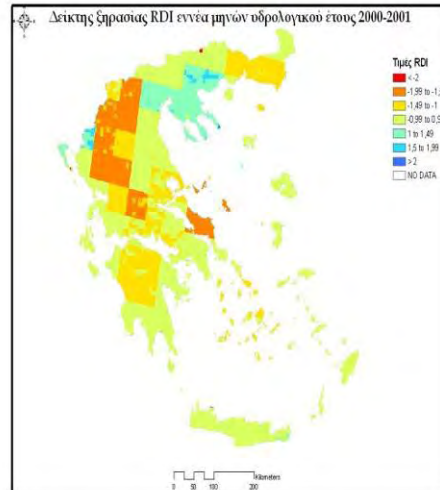 Δείκτης ξηρασίας RDI εννέα μηνών υδρολογικού έτους 2000-2001
Τιμές RDI
< -2
-1,99 to -1,
-1,49 to -1
-0,99 to 0,9
1 to 1,49
1,5 to 1,99
> 2
NO DATA
Kilometers
0 25 50 100 200